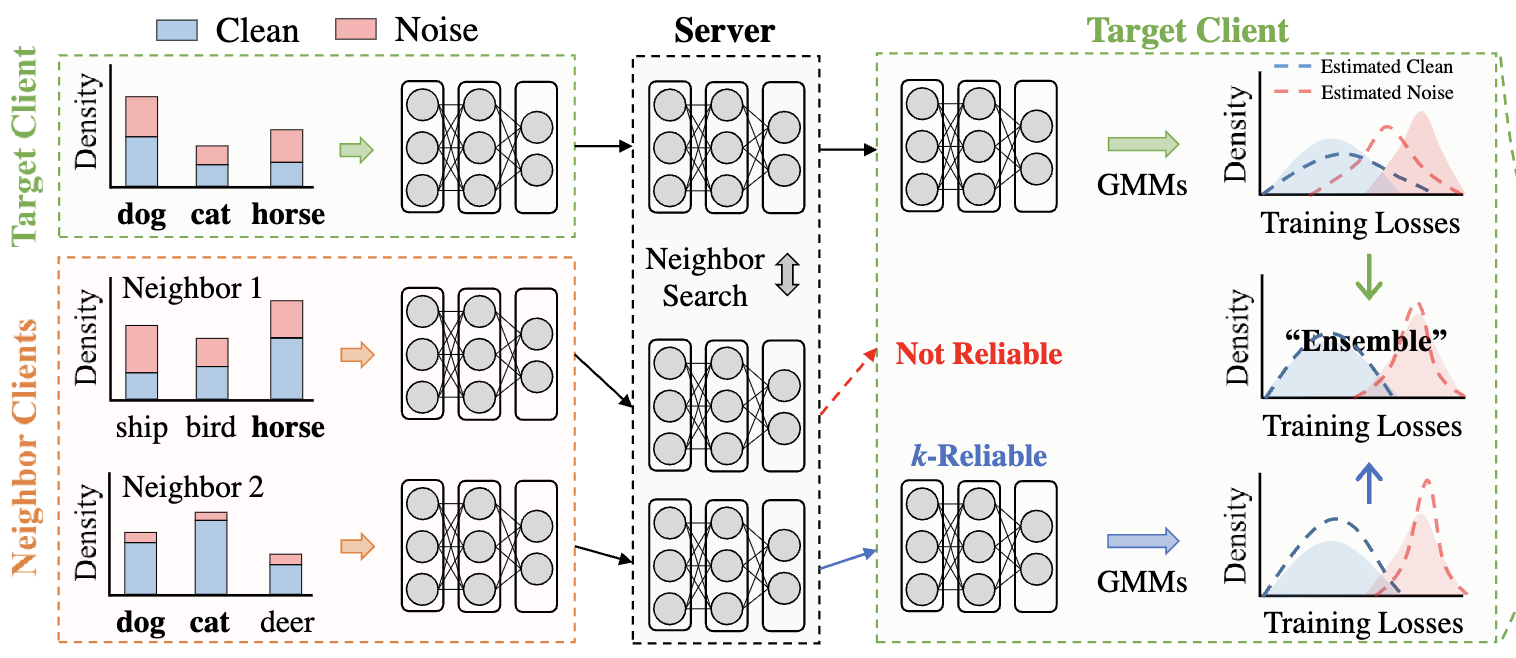 Clean
Noise
Server
Target Client
Target Client
Density
dog cat horse
GMMs
Estimated Clean
Estimated Noise
Density
Training Losses
Neighbor Clients
Neighbor 1
Density
ship bird horse
Neighbor
Search
Not Reliable
Density
“Ensemble”
Training Losses
Neighbor 2
Density
dog cat deer
k-Reliable
GMMs
Density
Training Losses